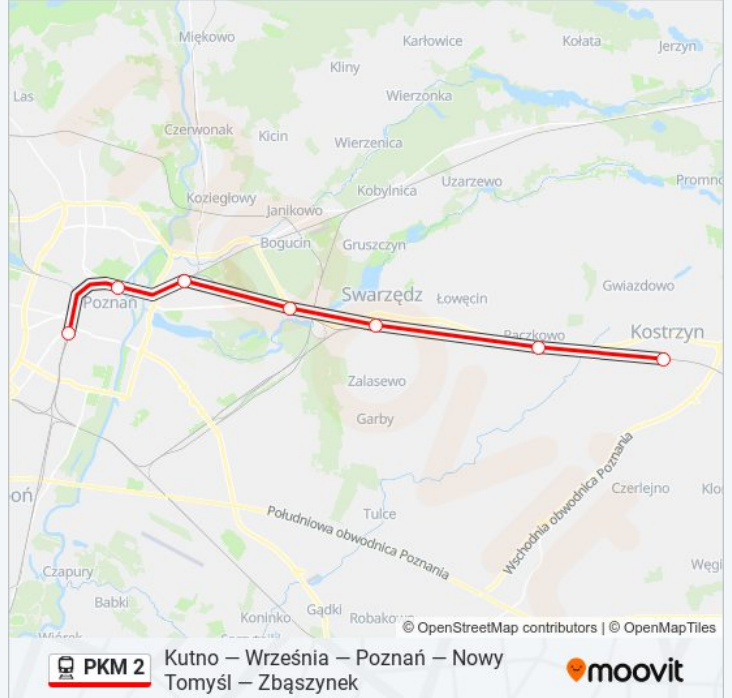 Miękowo
Karłowice
Kołata
Jerzyn
Kliny
Las
Wierzonka
Czerwonak
Kicin
Wierzenica
Kobylnica
Uzarzewo
Promno
Koziegłowy
Janikowo
Bogucin
Gruszczyn
Gwiazdowo
Poznań
Swarzędz
Łowęcin
Paczkowo
Kostrzyn
Zalasewo
Garby
Wschodnia obwodnica Poznania
Czerlejno
oń
Południowa obwodnica Poznania
Tulce
Czapury
Babki
Gądki
Koninko
Robakowo
© OpenStreetMap contributors | © OpenMapTiles
PKM 2
Kutno — Września — Poznań — Nowy
Tomyśl — Zbąszynek
moovit